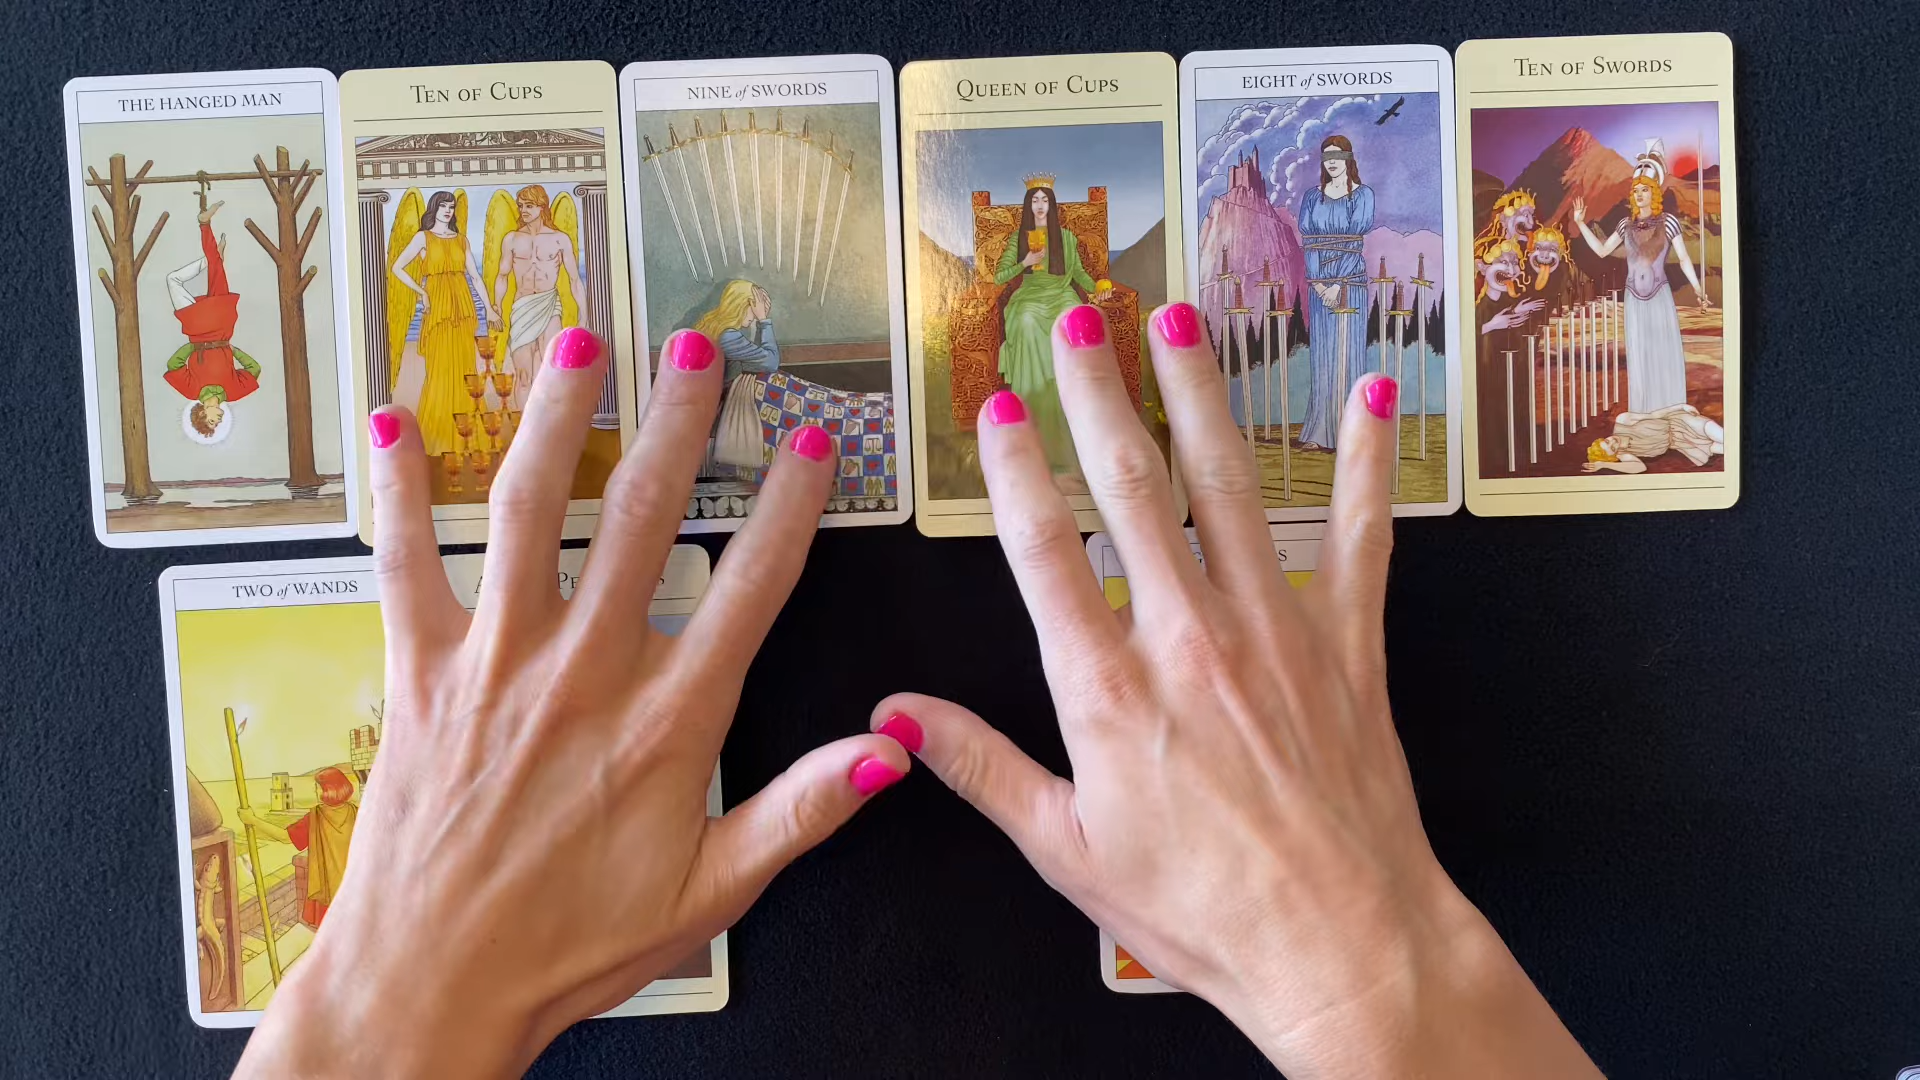 THE HANGED MAN
TEN OF CUPS
NINE of SWORDS
QUEEN OF CUPS
EIGHT of SWORDS
TEN OF SWORDS
TWO of WANDS